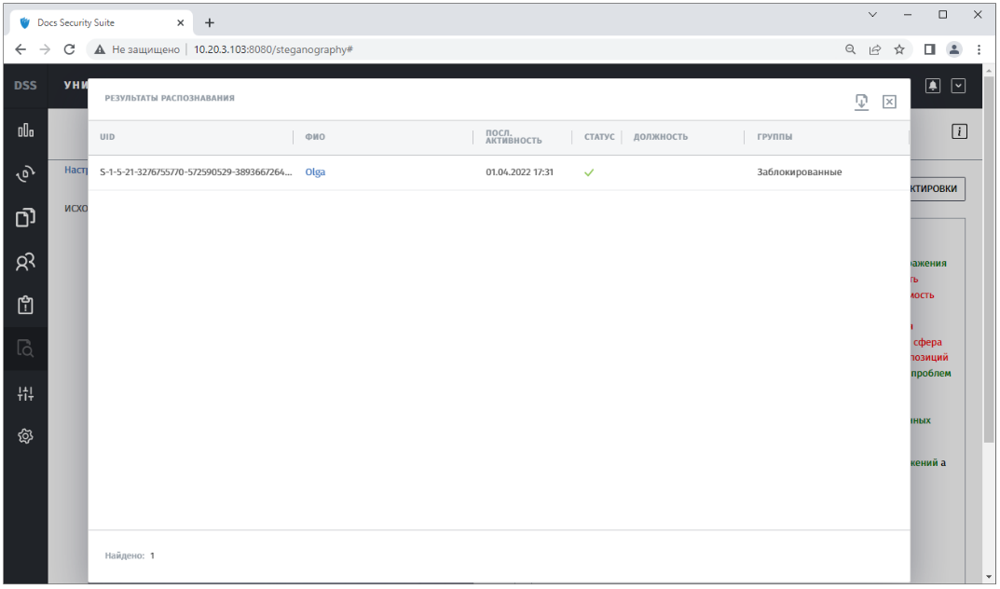 Docs Security Suite
Не защищено 10.20.3.103:8080/steganography#
DSS УНИ
РЕЗУЛЬТАТЫ РАСПОЗНАВАНИЯ
UID ФИО ПОСЛ. АКТИВНОСТЬ СТАТУС ДОЛЖНОСТЬ ГРУППЫ
S-1-5-21-3276755770-572590529-3893667264... Olga 01.04.2022 17:31 Заблокированные
Настр
КТИРОВКИ
ИСХО
ажения
ть
мость
сфера
позиций
проблем
нных
жений а
Найдено: 1